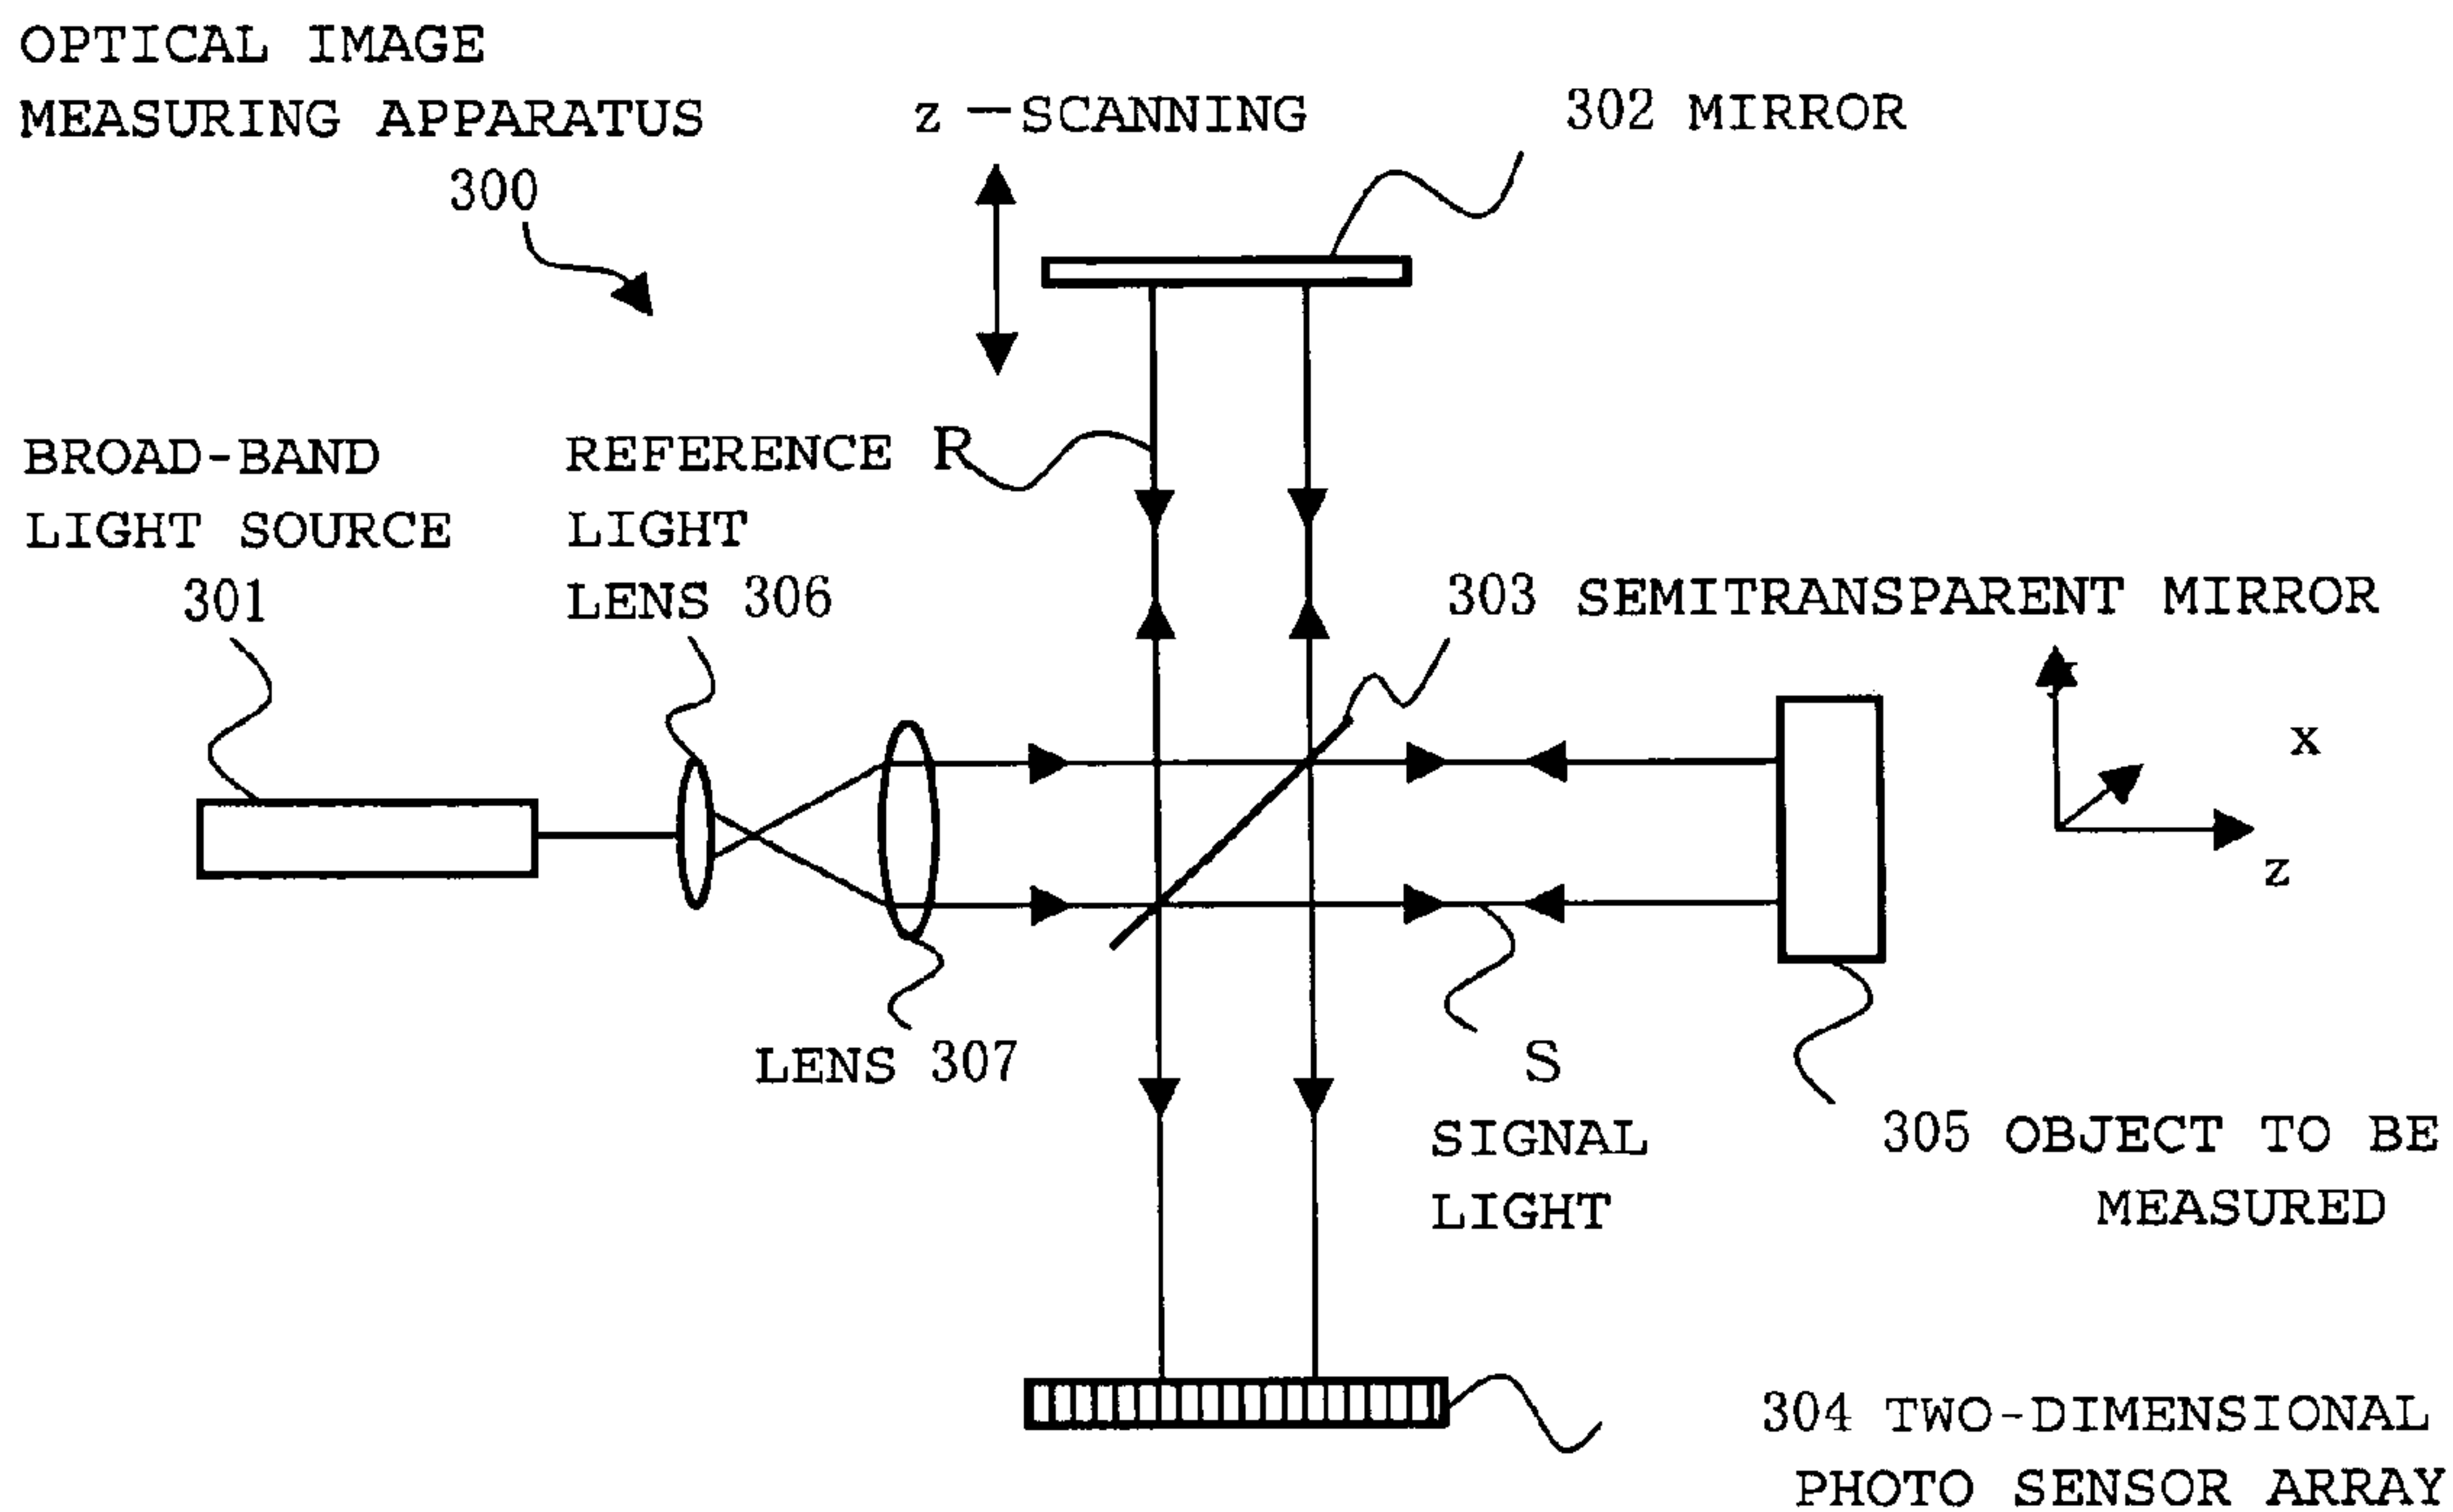 OPTICAL IMAGE
MEASURING APPARATUS
300
z —SCANNING
302 MIRROR
BROAD-BAND
LIGHT SOURCE
301
REFERENCE R
LIGHT
LENS 306
303 SEMITRANSPARENT MIRROR
x
z
LENS 307
S
SIGNAL
LIGHT
305 OBJECT TO BE
MEASURED
304 TWO-DIMENSIONAL
PHOTO SENSOR ARRAY